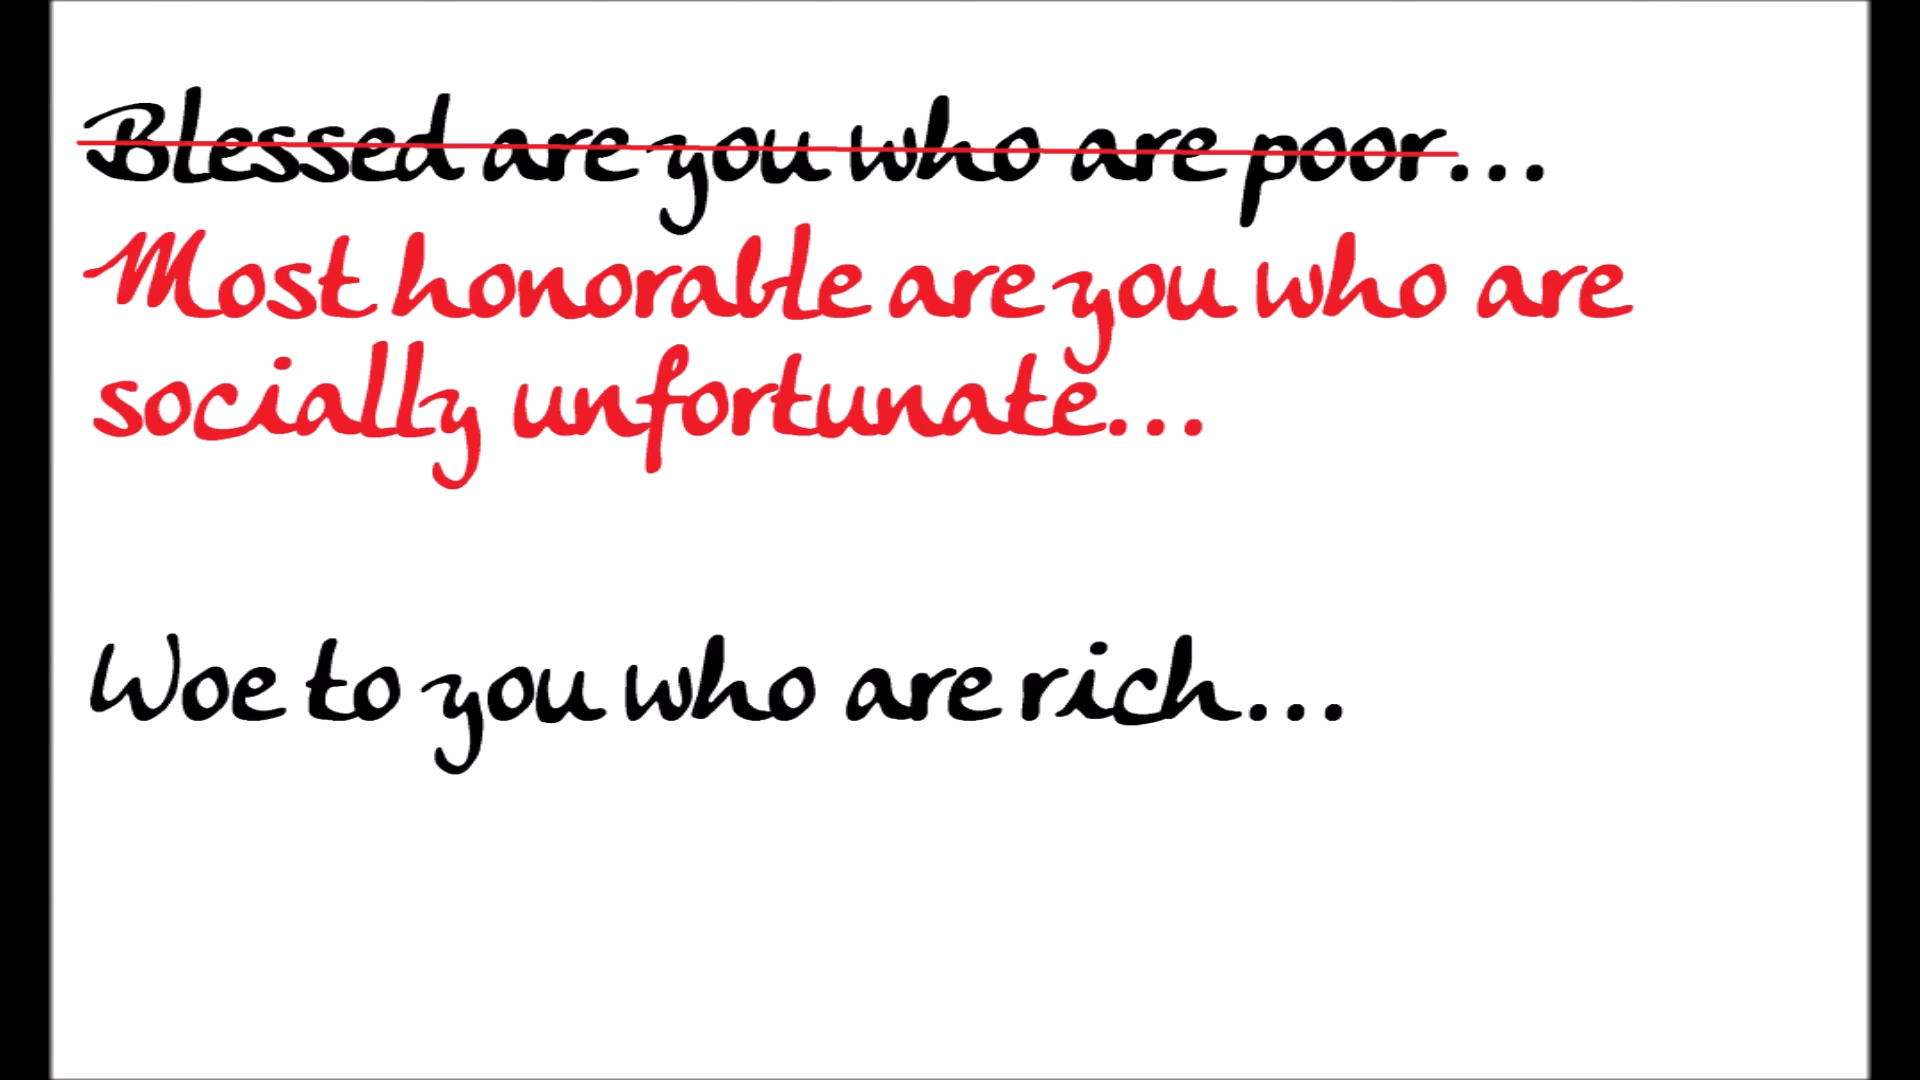 Blessed are you who are poor...
Most honorable are you who are
socially unfortunate...
Woe to you who are rich...